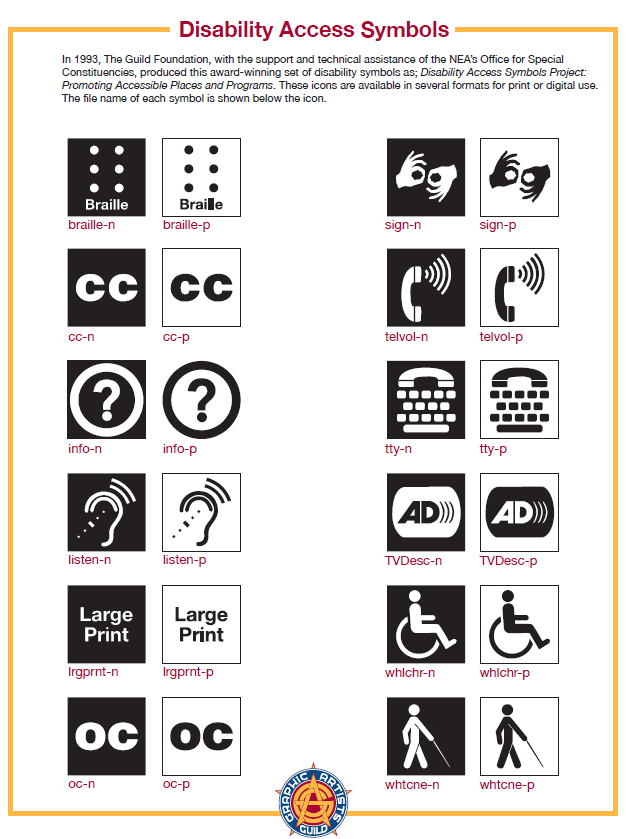 Disability Access Symbols
In 1993, The Guild Foundation, with the support and technical assistance of the NEA's Office for Special
Constituencies, produced this award-winning set of disability symbols as; Disability Access Symbols Project:
Promoting Accessible Places and Programs. These icons are available in several formats for print or digital use.
The file name of each symbol is shown below the icon.
Braille Braille
braille-n braille-p
sign-n sign-p
cc cc
cc-n cc-p
telvol-n telvol-p
? ?
info-n info-p
tty-n tty-p
listen-n listen-p
AD AD
TVDesc-n TVDesc-p
Large Large
Print Print
lrgprnt-n lrgprnt-p
whlchr-n whlchr-p
oc oc
oc-n oc-p
whtcne-n whtcne-p
GRAPHIC ARTISTS
GUILD